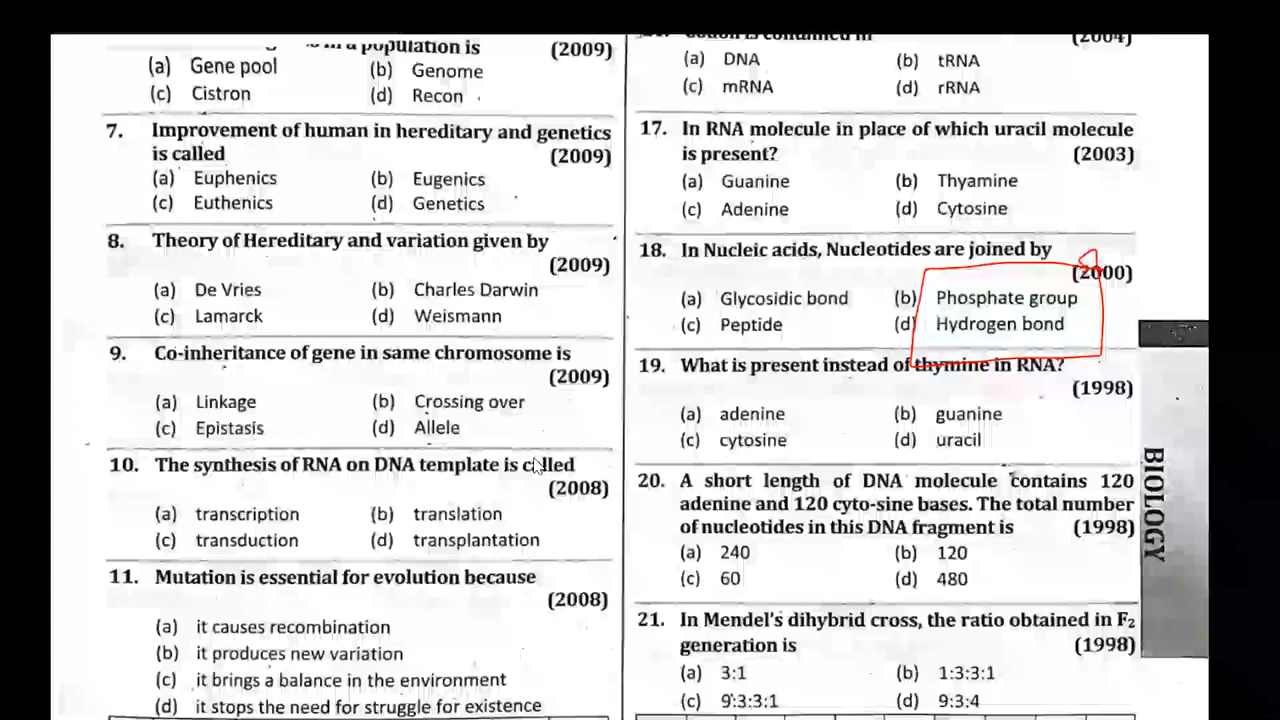 in a population is
(2009)
(a) Gene pool (b) Genome
(c) Cistron (d) Recon
7. Improvement of human in hereditary and genetics
is called (2009)
(a) Euphenics (b) Eugenics
(c) Euthenics (d) Genetics
8. Theory of Hereditary and variation given by
(2009)
(a) De Vries (b) Charles Darwin
(c) Lamarck (d) Weismann
9. Co-inheritance of gene in same chromosome is
(2009)
(a) Linkage (b) Crossing over
(c) Epistasis (d) Allele
10. The synthesis of RNA on DNA template is called
(2008)
(a) transcription (b) translation
(c) transduction (d) transplantation
11. Mutation is essential for evolution because
(2008)
(a) it causes recombination
(b) it produces new variation
(c) it brings a balance in the environment
(d) it stops the need for struggle for existence
Codon is contained in (2004)
(a) DNA (b) tRNA
(c) mRNA (d) rRNA
17. In RNA molecule in place of which uracil molecule
is present? (2003)
(a) Guanine (b) Thyamine
(c) Adenine (d) Cytosine
18. In Nucleic acids, Nucleotides are joined by
(2000)
(a) Glycosidic bond (b) Phosphate group
(c) Peptide (d) Hydrogen bond
19. What is present instead of thymine in RNA?
(1998)
(a) adenine (b) guanine
(c) cytosine (d) uracil
20. A short length of DNA molecule contains 120
adenine and 120 cyto-sine bases. The total number
of nucleotides in this DNA fragment is (1998)
(a) 240 (b) 120
(c) 60 (d) 480
21. In Mendel's dihybrid cross, the ratio obtained in F₂
generation is (1998)
(a) 3:1 (b) 1:3:3:1
(c) 9:3:3:1 (d) 9:3:4
BIOLOGY